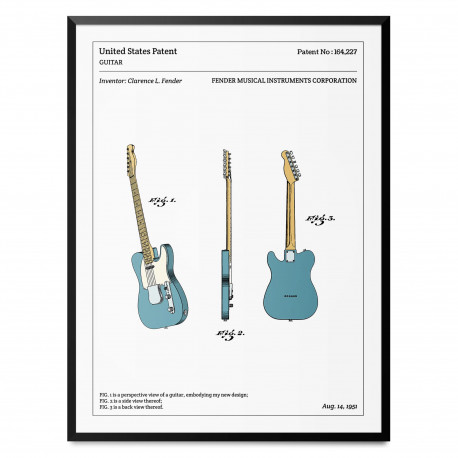 United States Patent
Patent No : 164,227
GUITAR
Inventor: Clarence L. Fender
FENDER MUSICAL INSTRUMENTS CORPORATION
Fig. 1.
Fig. 3.
Fig. 2.
FIG. 1 is a perspective view of a guitar, embodying my new design;
FIG. 2 is a side view thereof;
FIG. 3 is a back view thereof.
Aug. 14, 1951